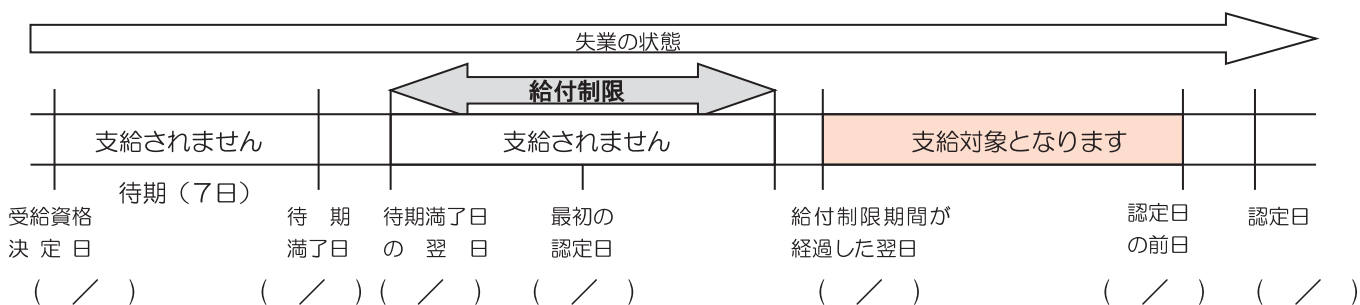 失業の状態
給付制限
支給されません
支給されません
支給対象となります
待期（７日）
受給資格
決 定 日
待　期
満了日
待期満了日
の　翌　日
最初の
認定日
給付制限期間が
経過した翌日
認定日
の前日
認定日
(　／　)
(　／　)
(　／　)
(　／　)
(　／　)
(　／　)
(　／　)